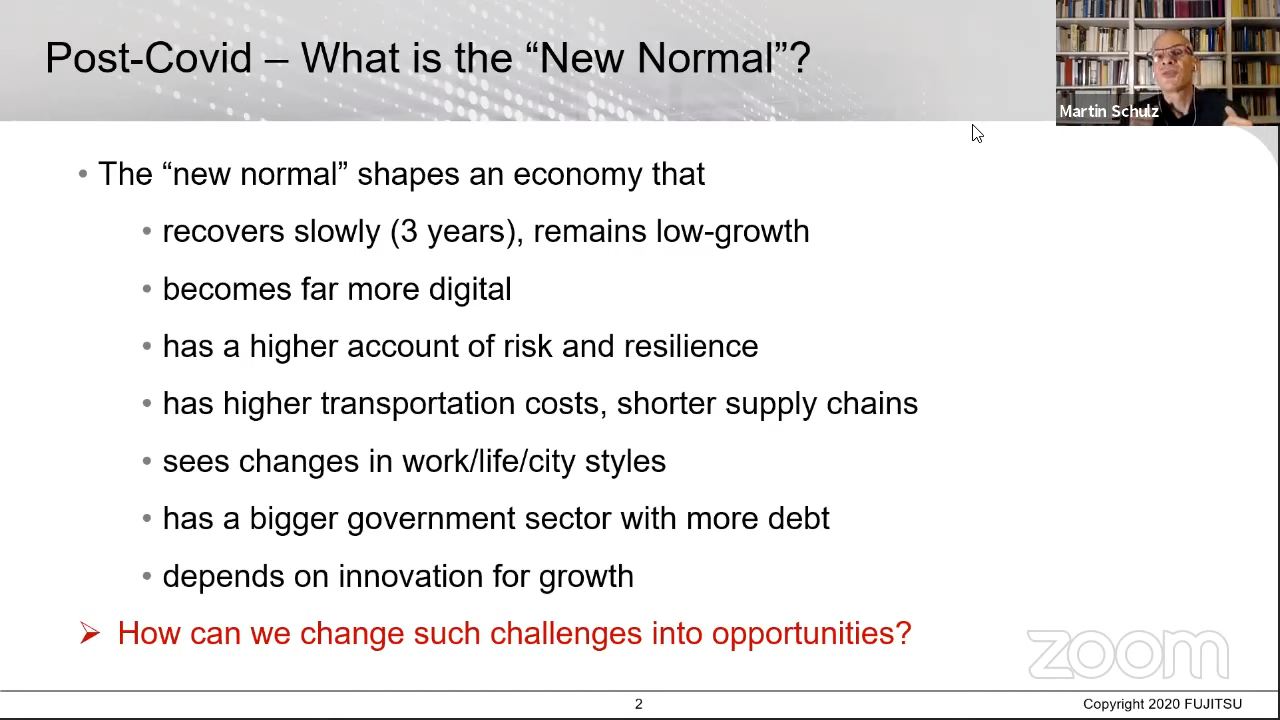 Post-Covid – What is the “New Normal”?
Martin Schulz
• The “new normal” shapes an economy that
• recovers slowly (3 years), remains low-growth
• becomes far more digital
• has a higher account of risk and resilience
• has higher transportation costs, shorter supply chains
• sees changes in work/life/city styles
• has a bigger government sector with more debt
• depends on innovation for growth
➢ How can we change such challenges into opportunities?
zoom
2
Copyright 2020 FUJITSU